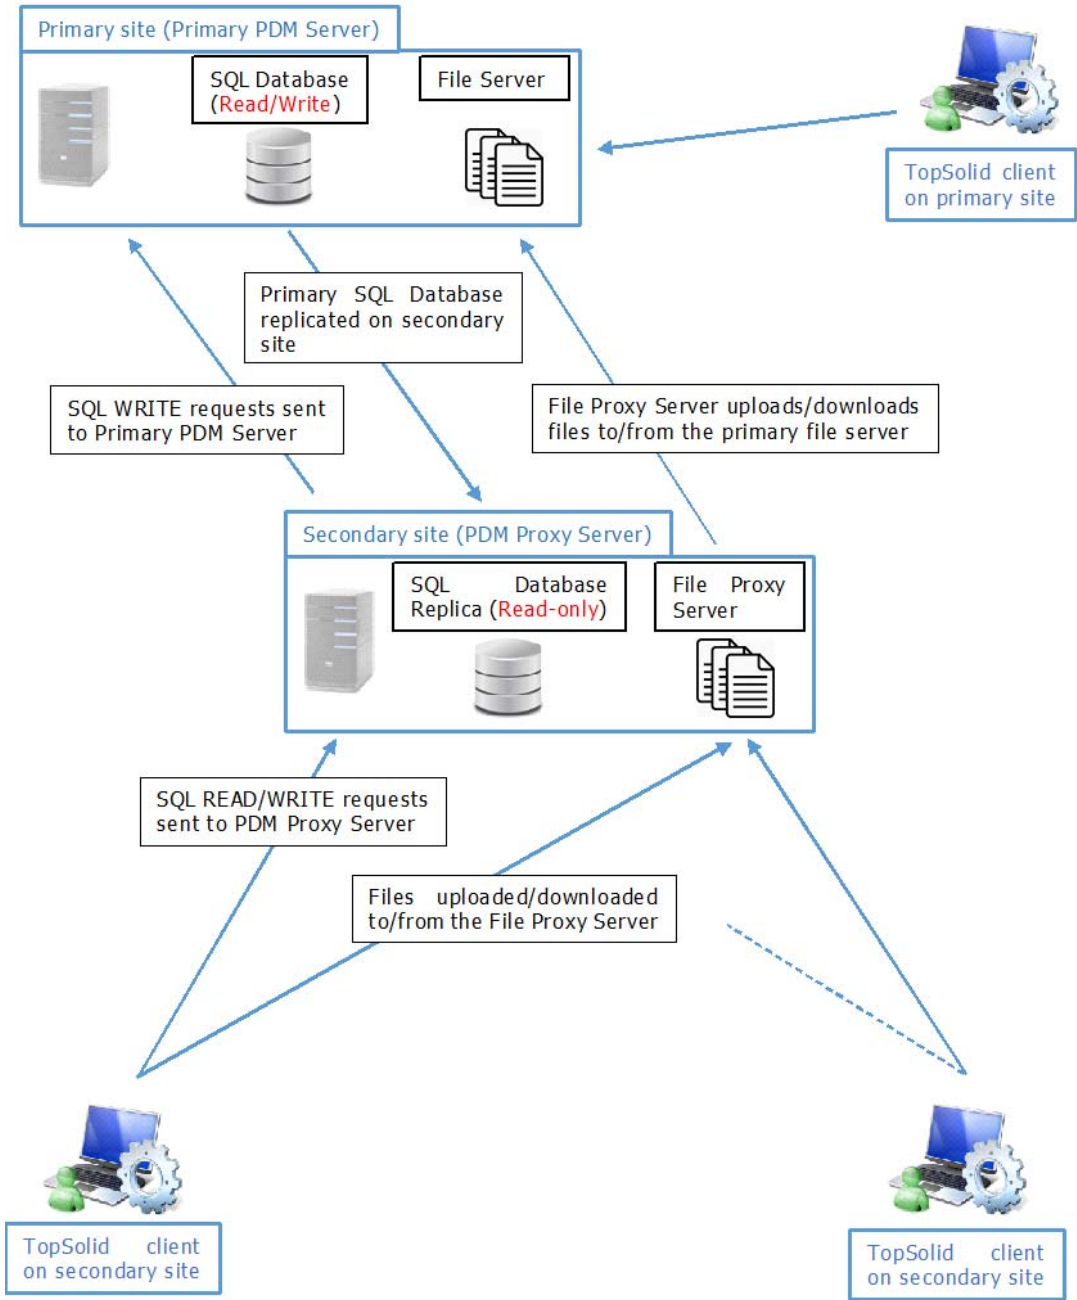 Primary site (Primary PDM Server)
SQL Database
(Read/Write)
File Server
TopSolid client
on primary site
Primary SQL Database
replicated on secondary
site
SQL WRITE requests sent
to Primary PDM Server
File Proxy Server uploads/downloads
files to/from the primary file server
Secondary site (PDM Proxy Server)
SQL Database
Replica (Read-only)
File Proxy
Server
SQL READ/WRITE requests
sent to PDM Proxy Server
Files uploaded/downloaded
to/from the File Proxy Server
TopSolid client
on secondary site
TopSolid client
on secondary site